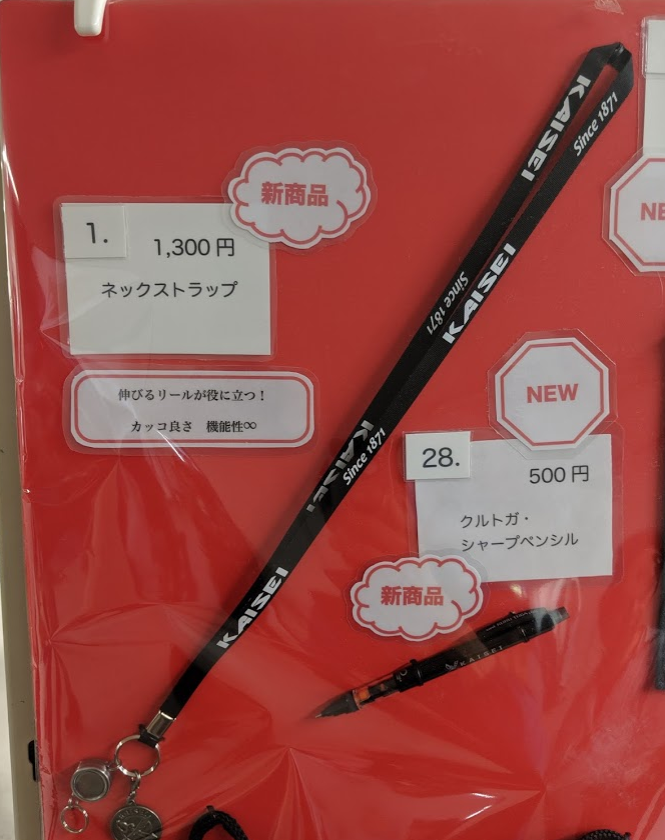 新商品
1.
1,300円
ネックストラップ
伸びるリールが役に立つ！
カッコ良さ　機能性∞
KAISEI
Since 1871
Since 1871
KAISEI
KAISEI
Since 1871
KAISEI
NE
NEW
28.
500円
クルトガ・
シャープペンシル
新商品
KAISEI